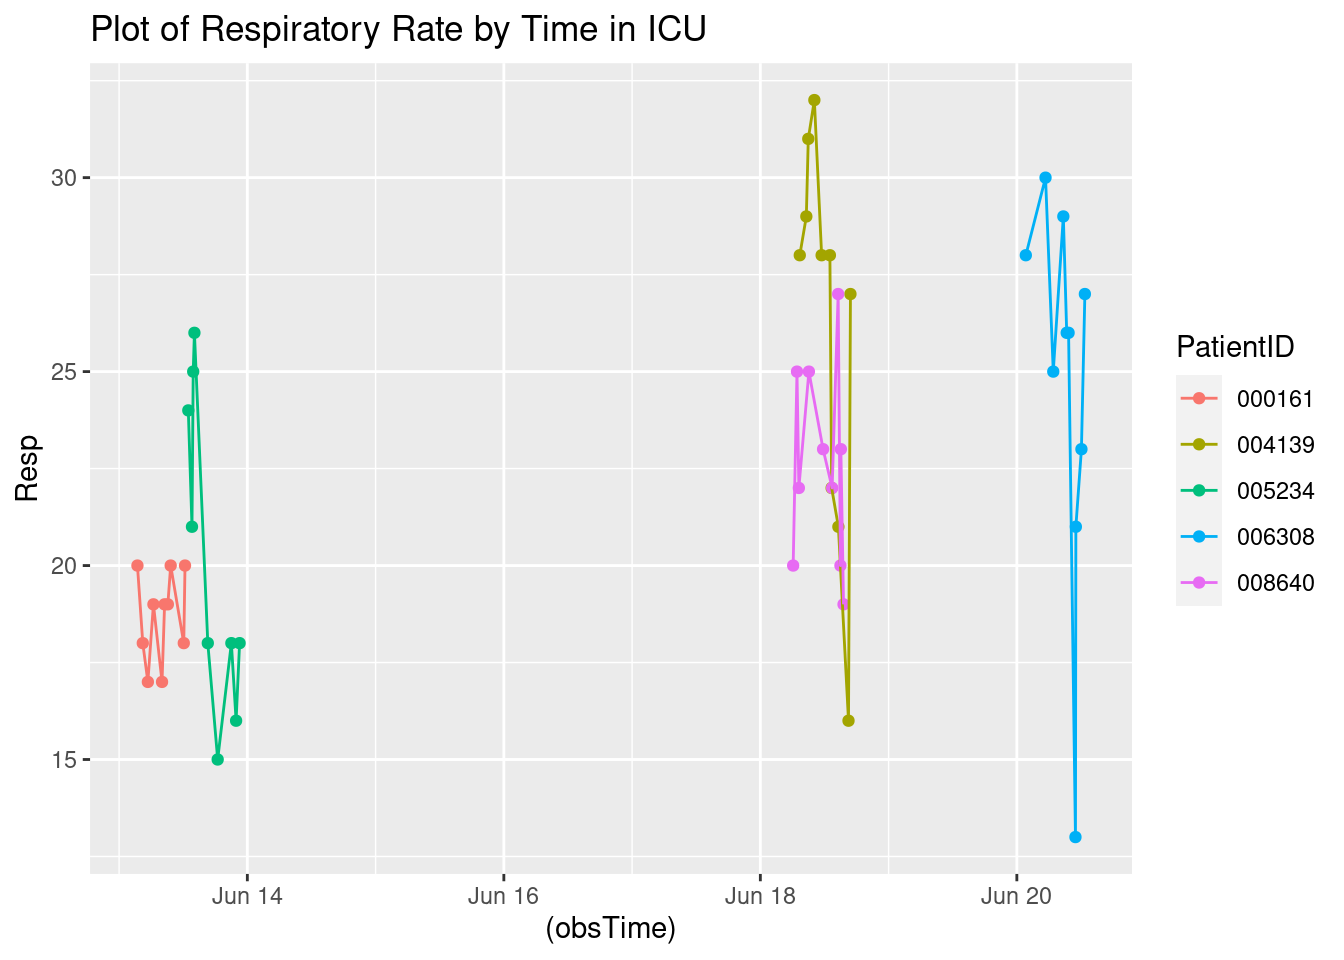 Plot of Respiratory Rate by Time in ICU
Resp
30
25
20
15
Jun 14
Jun 16
Jun 18
Jun 20
(obsTime)
PatientID
000161
004139
005234
006308
008640